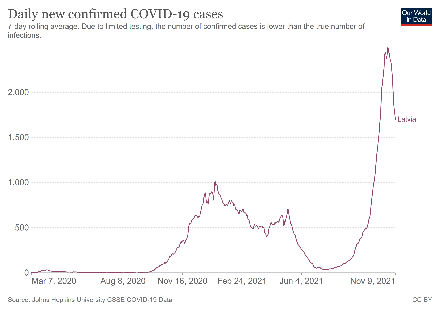 Daily new confirmed COVID-19 cases
Our World
in Data
7-day rolling average. Due to limited testing, the number of confirmed cases is lower than the true number of
infections.
2,000
1,500
1,000
500
0
Latvia
Mar 7, 2020 Aug 8, 2020 Nov 16, 2020 Feb 24, 2021 Jun 4, 2021 Nov 9, 2021
Source: Johns Hopkins University CSSE COVID-19 Data
CC BY